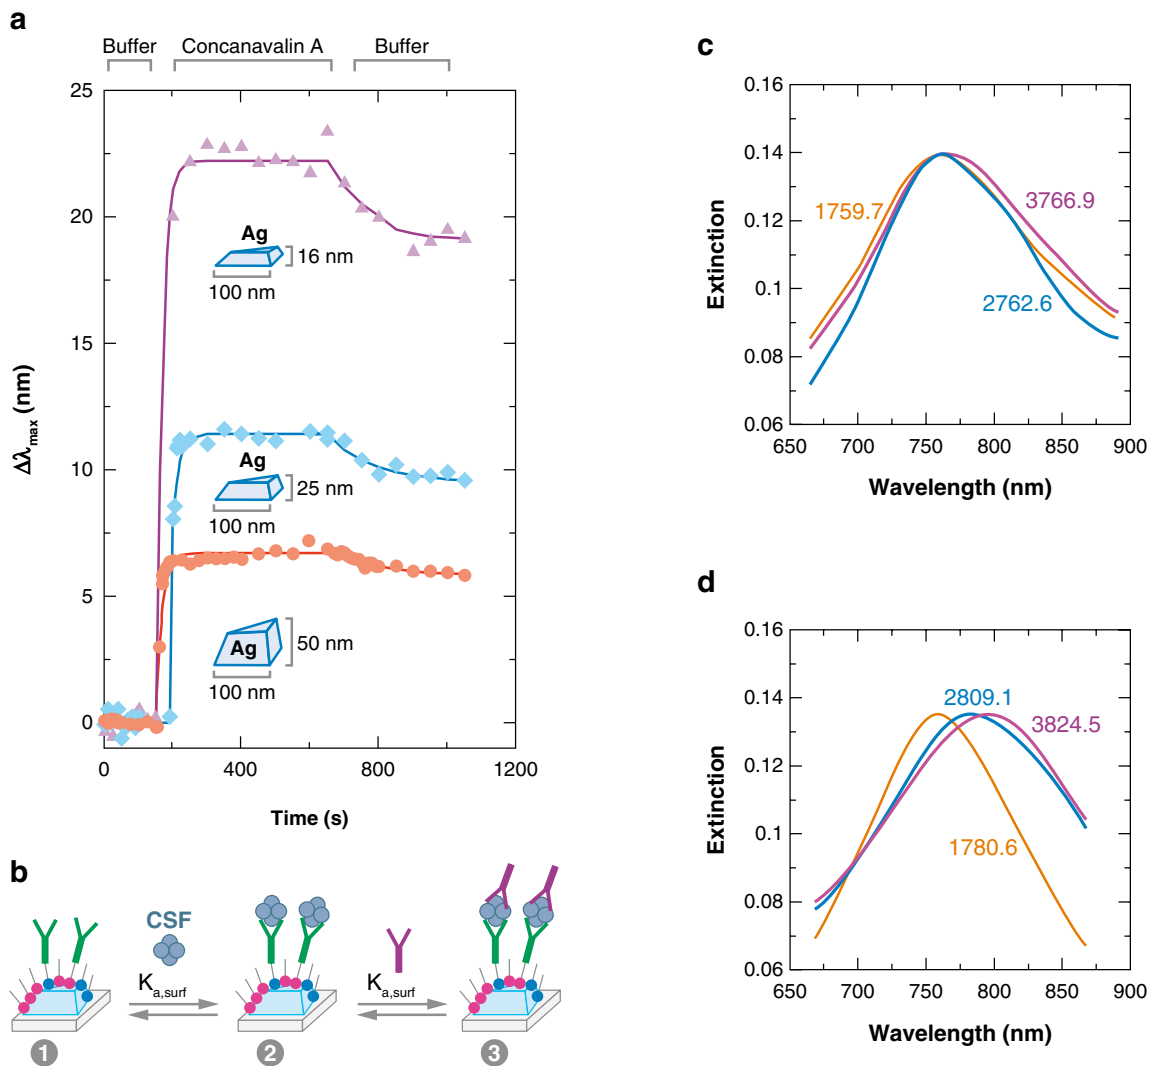 a
Buffer Concanavalin A Buffer
25
20
15
10
5
0
Δλmax (nm)
Ag
16 nm
100 nm
Ag
25 nm
100 nm
Ag
50 nm
100 nm
0 400 800 1200
Time (s)
b
CSF
Ka,surf
Ka,surf
1 2 3
c
0.16
0.14
0.12
0.1
0.08
0.06
Extinction
1759.7
3766.9
2762.6
650 700 750 800 850 900
Wavelength (nm)
d
0.16
0.14
0.12
0.1
0.08
0.06
Extinction
2809.1
3824.5
1780.6
650 700 750 800 850 900
Wavelength (nm)